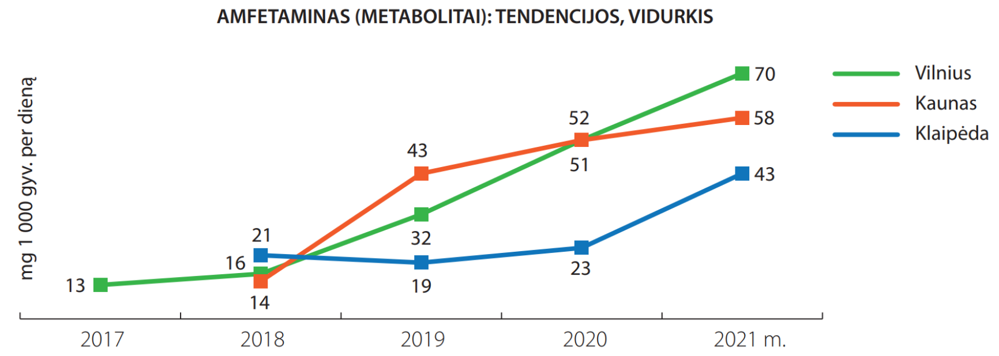 AMFETAMINAS (METABOLITAI): TENDENCIJOS, VIDURKIS
mg 1 000 gyv. per dieną
70
58
43
52
51
43
32
23
21
19
16
14
13
Vilnius
Kaunas
Klaipėda
2017 2018 2019 2020 2021 m.